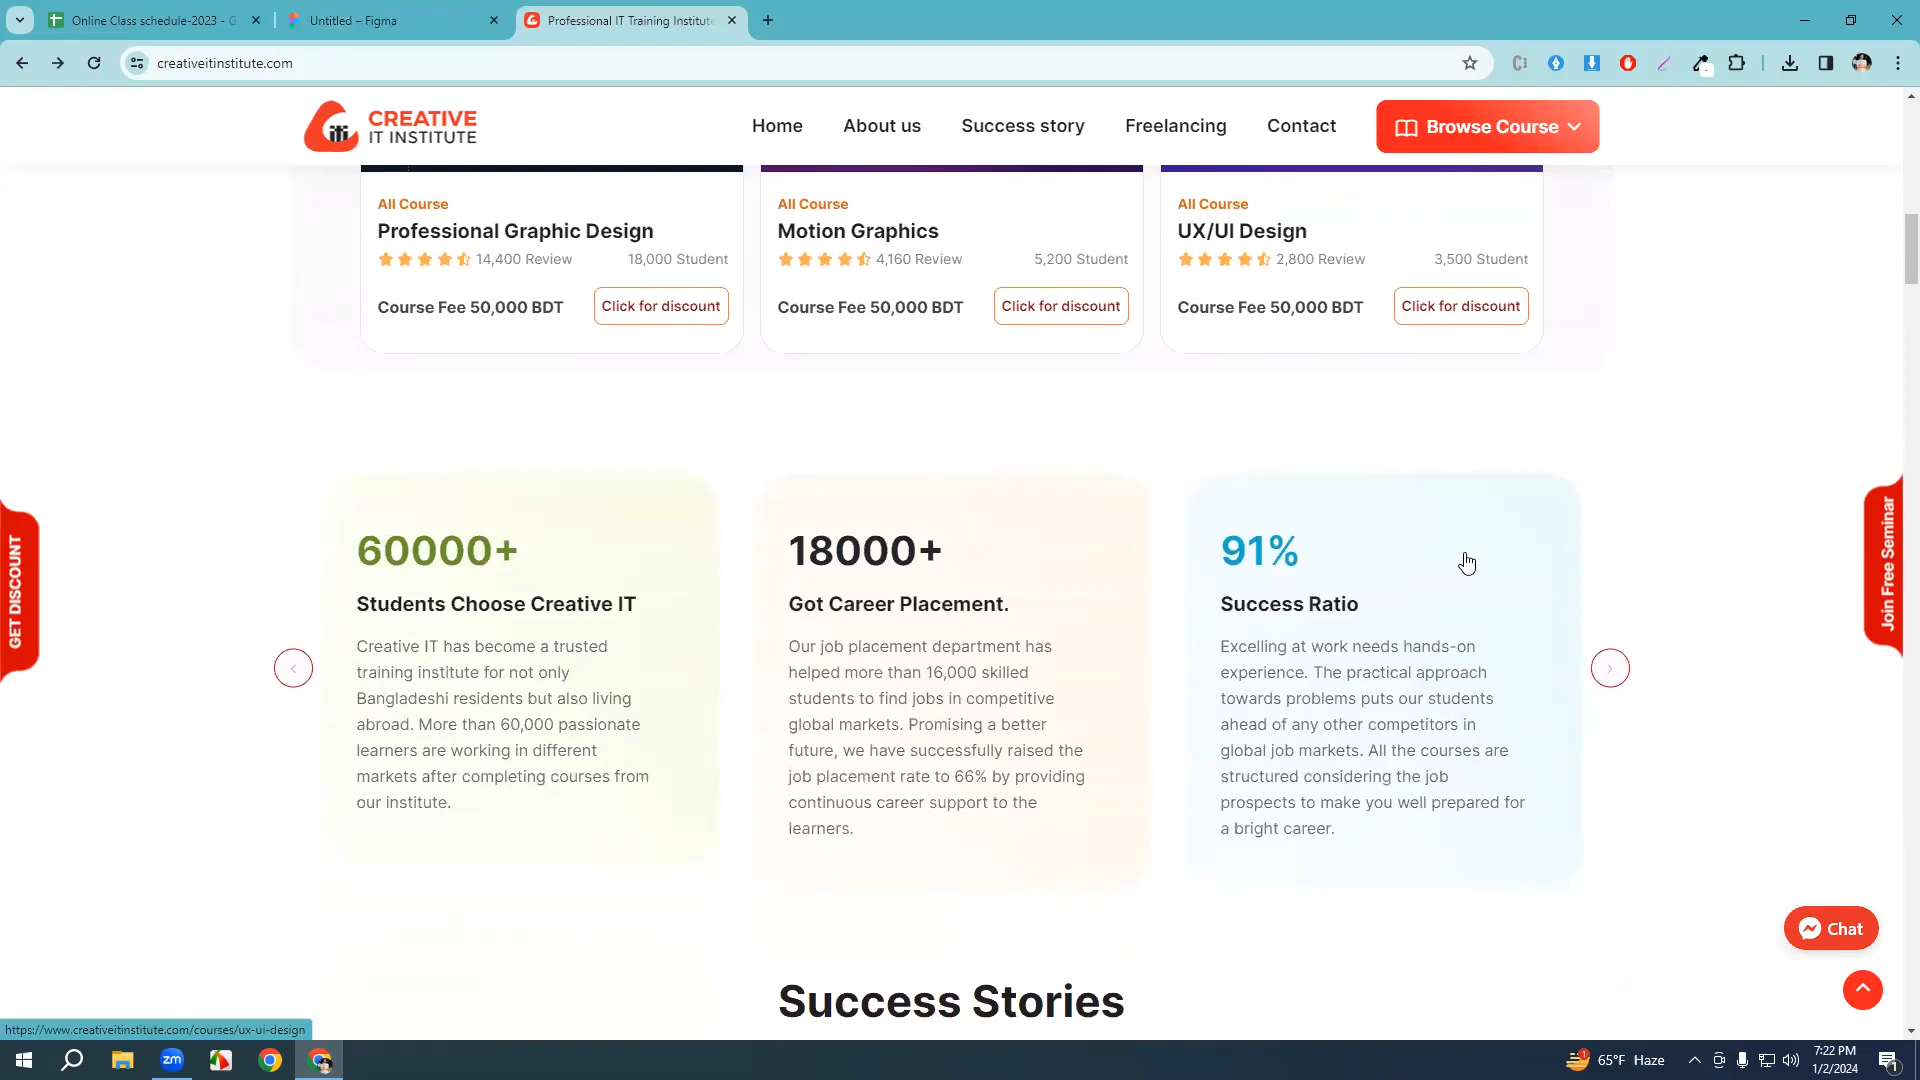 Online Class schedule-2023 - G
Untitled – Figma
Professional IT Training Institute
creativeitinstitute.com
CREATIVE
IT INSTITUTE
iti
Home
About us
Success story
Freelancing
Contact
Browse Course
All Course
Professional Graphic Design
14,400 Review
18,000 Student
Course Fee 50,000 BDT
Click for discount
All Course
Motion Graphics
4,160 Review
5,200 Student
Course Fee 50,000 BDT
Click for discount
All Course
UX/UI Design
2,800 Review
3,500 Student
Course Fee 50,000 BDT
Click for discount
GET DISCOUNT
60000+
Students Choose Creative IT
Creative IT has become a trusted
training institute for not only
Bangladeshi residents but also living
abroad. More than 60,000 passionate
learners are working in different
markets after completing courses from
our institute.
18000+
Got Career Placement.
Our job placement department has
helped more than 16,000 skilled
students to find jobs in competitive
global markets. Promising a better
future, we have successfully raised the
job placement rate to 66% by providing
continuous career support to the
learners.
91%
Success Ratio
Excelling at work needs hands-on
experience. The practical approach
towards problems puts our students
ahead of any other competitors in
global job markets. All the courses are
structured considering the job
prospects to make you well prepared for
a bright career.
Join Free Seminar
Chat
Success Stories
https://www.creativeitinstitute.com/courses/ux-ui-design
zm
1
65°F Haze
7:22 PM
1/2/2024
1